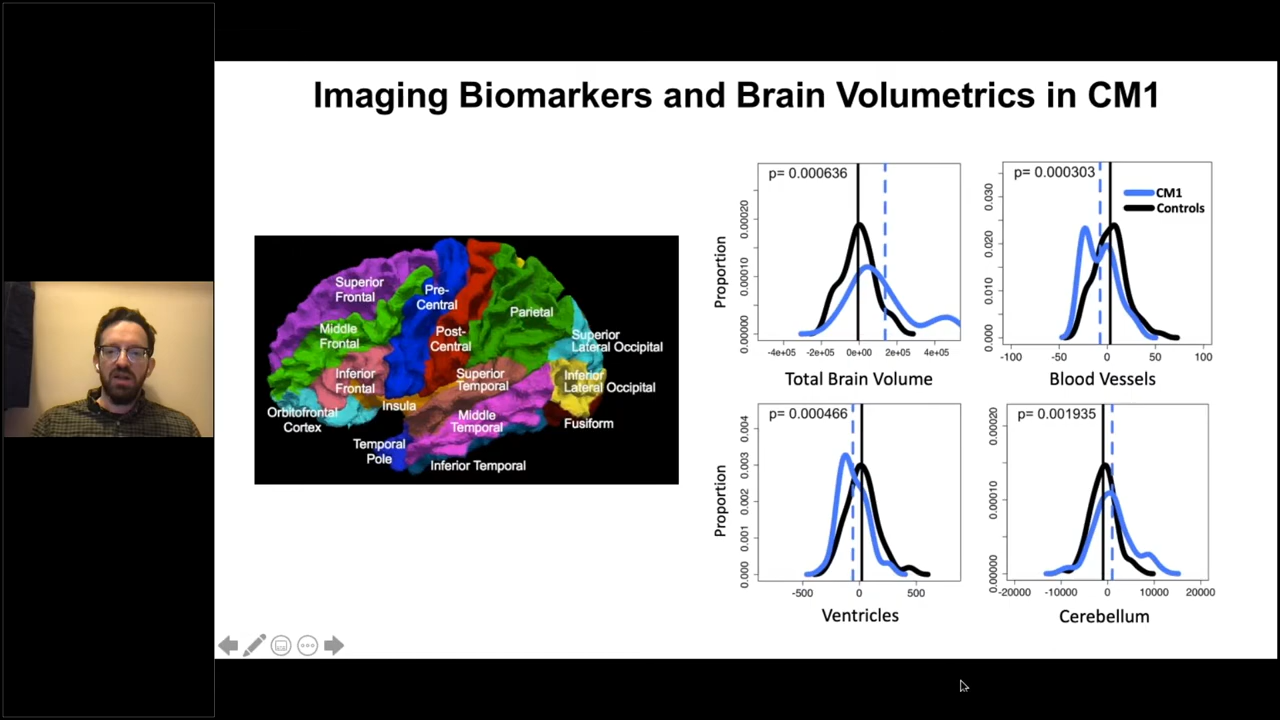 Imaging Biomarkers and Brain Volumetrics in CM1
Superior
Frontal
Pre-
Central
Middle
Frontal
Post-
Central
Parietal
Superior
Lateral Occipital
Inferior
Frontal
Superior
Temporal
Inferior
Lateral Occipital
Orbitofrontal
Cortex
Insula
Middle
Temporal
Fusiform
Temporal
Pole
Inferior Temporal
p= 0.000636
Proportion
0.00020
0.00010
0.00000
-4e+05 -2e+05 0e+00 2e+05 4e+05
Total Brain Volume
p= 0.000303
CM1
Controls
0.030
0.020
0.010
0.00
-100 -50 0 50 100
Blood Vessels
p= 0.000466
Proportion
0.004
0.003
0.002
0.001
0.000
-500 0 500
Ventricles
p= 0.001935
0.00020
0.00010
0.00000
-20000 -10000 0 10000 20000
Cerebellum